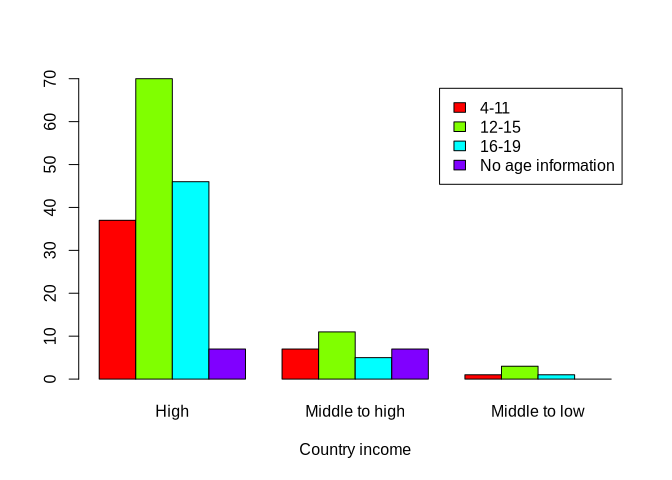 70
60
50
40
30
20
10
0
4-11
12-15
16-19
No age information
High
Middle to high
Middle to low
Country income